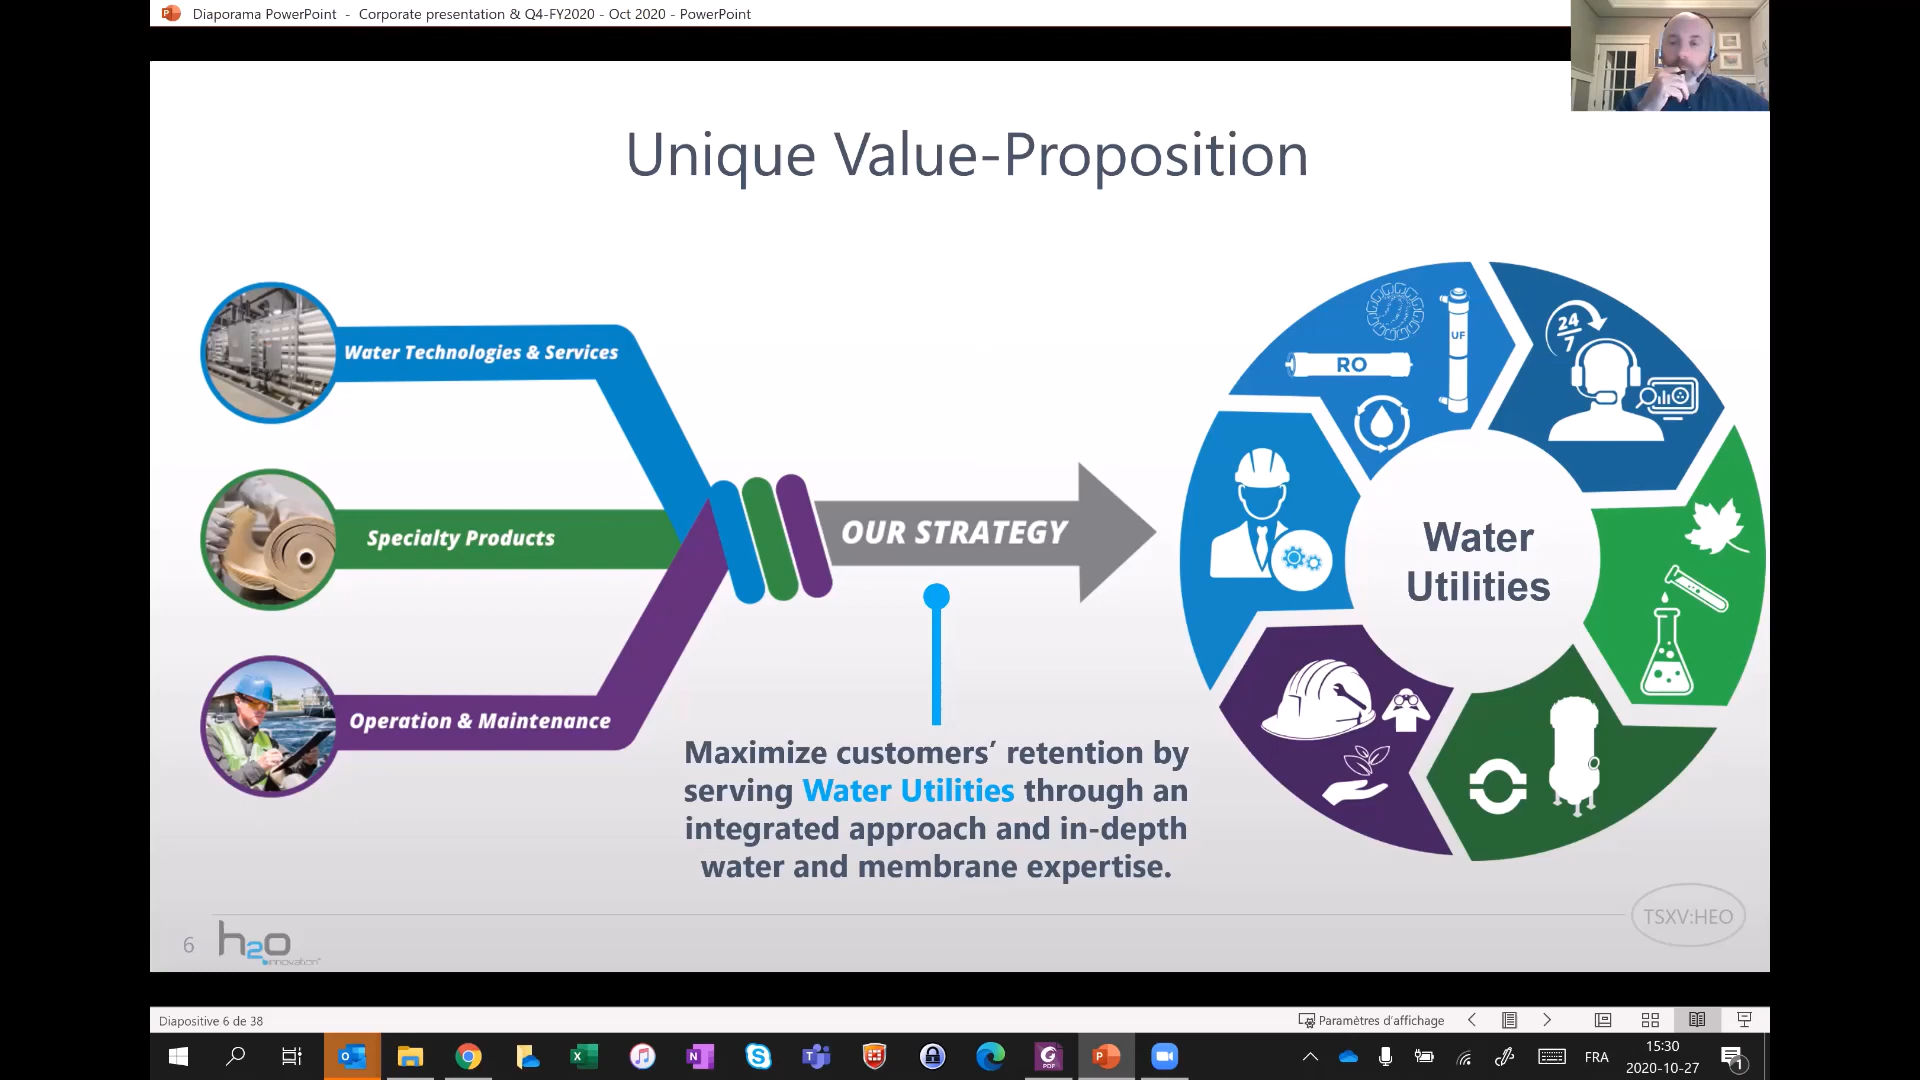 Diaporama PowerPoint - Corporate presentation & Q4-FY2020 - Oct 2020 - PowerPoint
Unique Value-Proposition
Water Technologies & Services
Specialty Products
Operation & Maintenance
OUR STRATEGY
Maximize customers’ retention by
serving Water Utilities through an
integrated approach and in-depth
water and membrane expertise.
RO
UF
24
7
Water
Utilities
TSXV:HEO
6
h2o
innovation
Diapositive 6 de 38
Paramètres d'affichage
FRA
15:30
2020-10-27
1